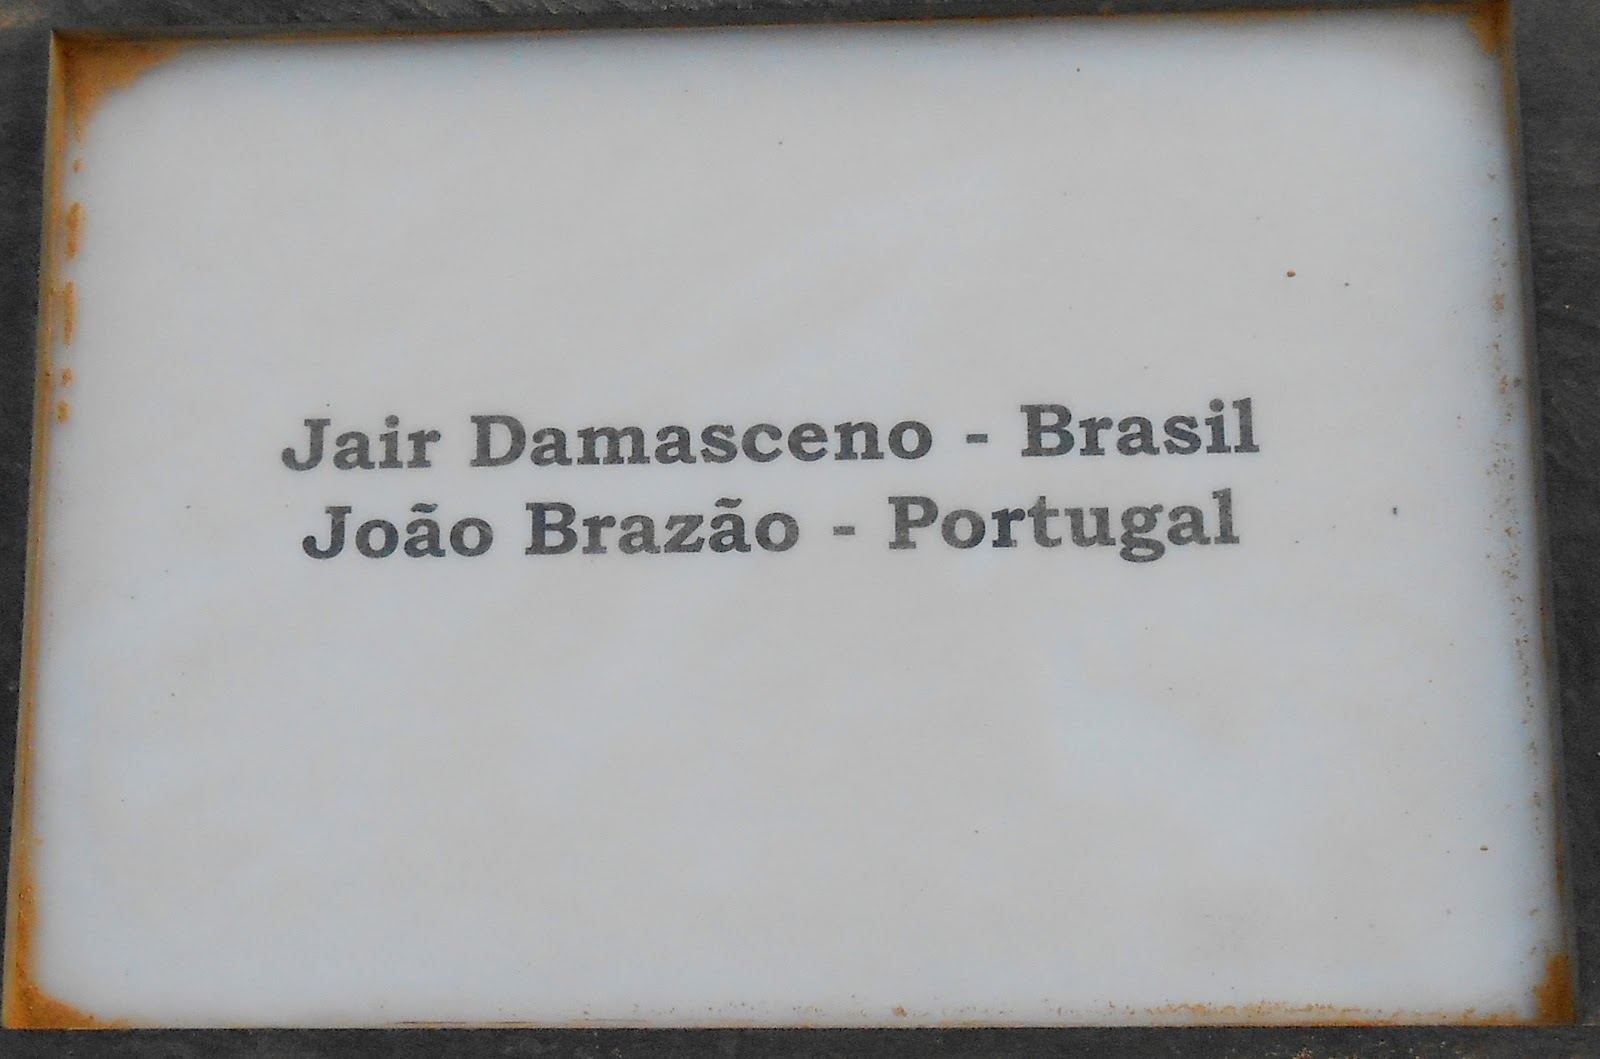 Jair Damasceno - Brasil
João Brazão - Portugal